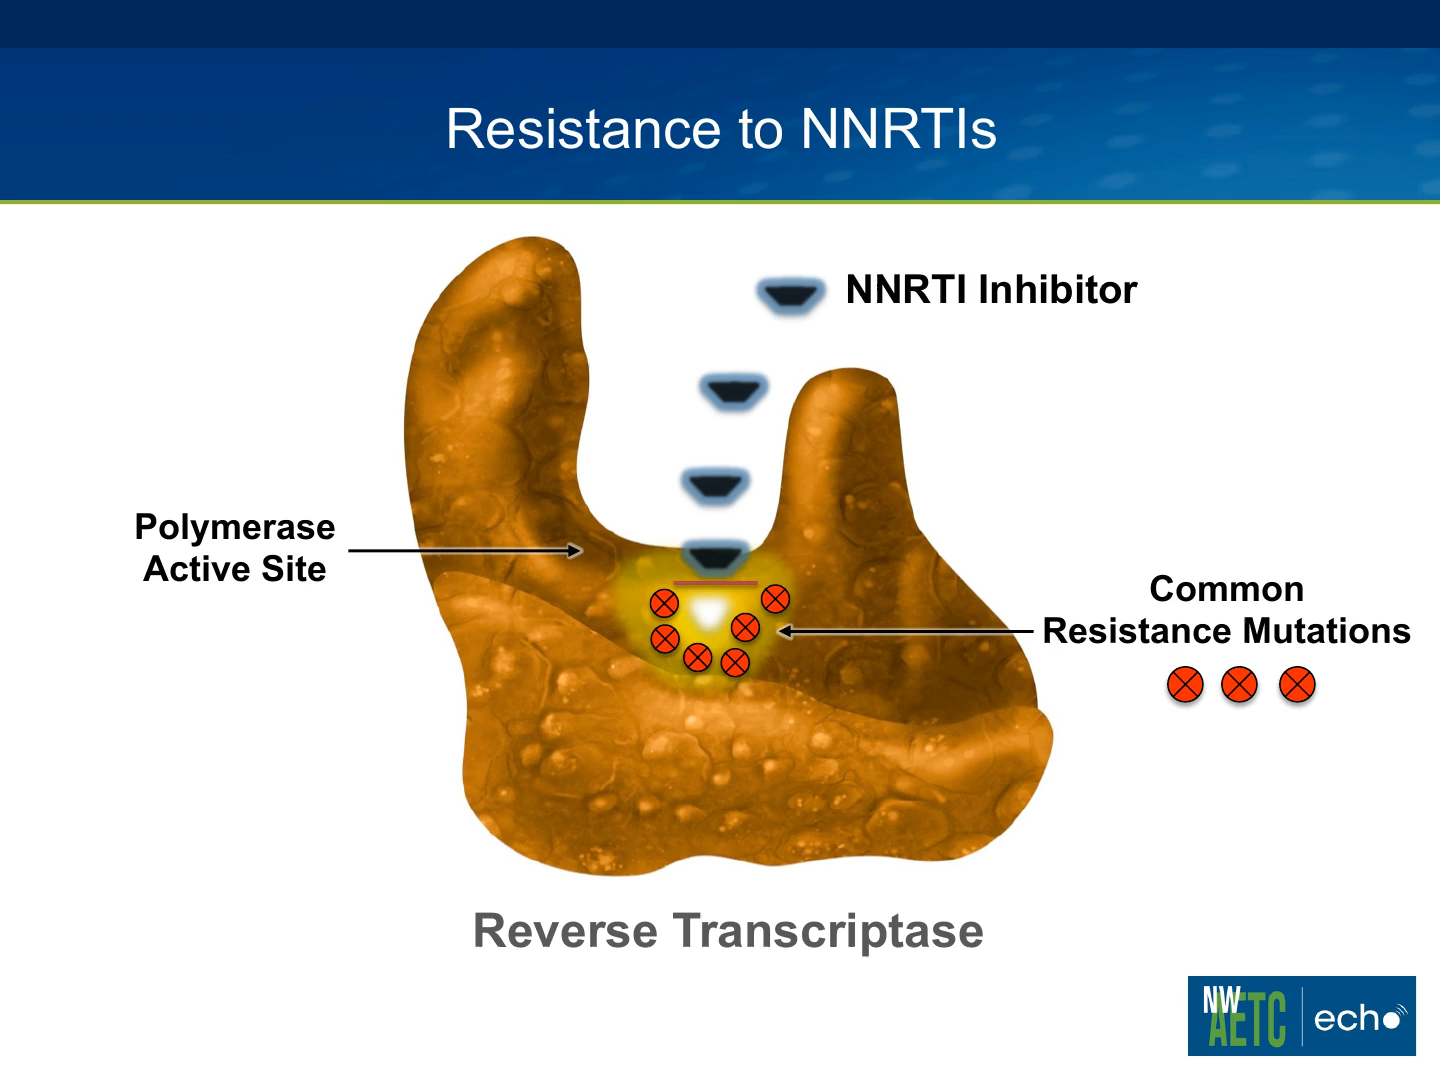 Resistance to NNRTIs
NNRTI Inhibitor
Polymerase
Active Site
Common
Resistance Mutations
Reverse Transcriptase
NW
AETC
echo